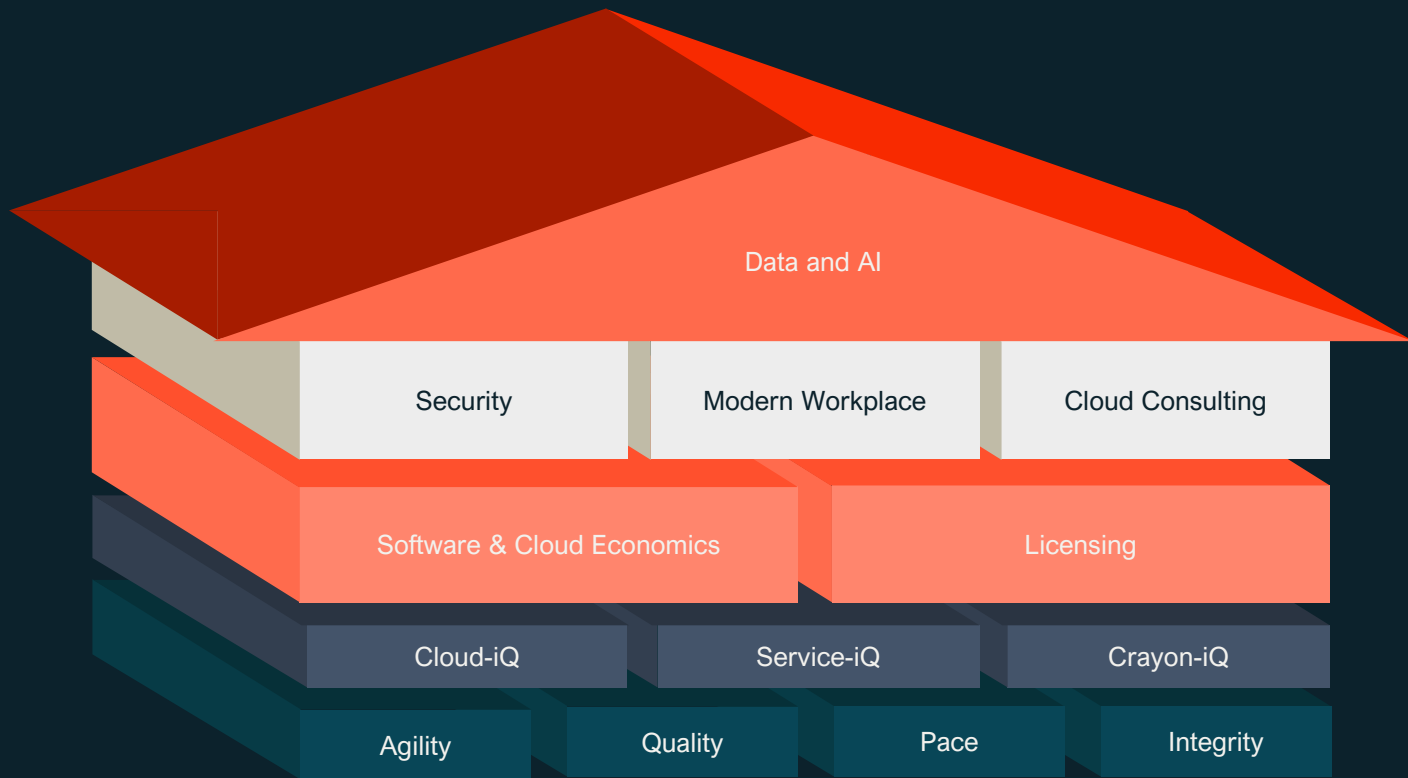 Data and AI
Security
Modern Workplace
Cloud Consulting
Software & Cloud Economics
Licensing
Cloud-iQ
Service-iQ
Crayon-iQ
Agility
Quality
Pace
Integrity